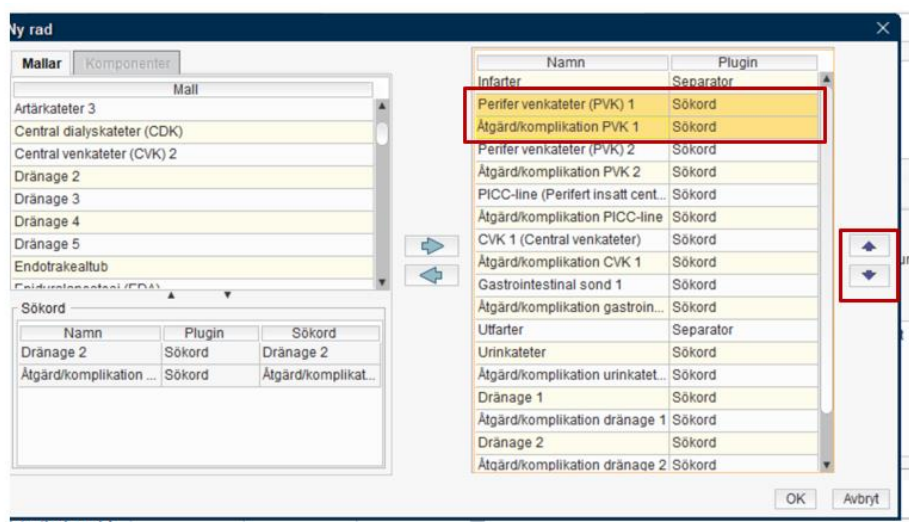 Ny rad
Mallar Komponenter
Mall
Artärkateter 3
Central dialyskateter (CDK)
Central venkateter (CVK) 2
Dränage 2
Dränage 3
Dränage 4
Dränage 5
Endotrakealtub
Sökord
Namn Plugin Sökord
Dränage 2 Sökord Dränage 2
Åtgärd/komplikation ... Sökord Åtgärd/komplikat...
Namn Plugin
Infarter Separator
Perifer venkateter (PVK) 1 Sökord
Åtgärd/komplikation PVK 1 Sökord
Perifer venkateter (PVK) 2 Sökord
Åtgärd/komplikation PVK 2 Sökord
PICC-line (Perifert insatt cent... Sökord
Åtgärd/komplikation PICC-line Sökord
CVK 1 (Central venkateter) Sökord
Åtgärd/komplikation CVK 1 Sökord
Gastrointestinal sond 1 Sökord
Åtgärd/komplikation gastroin... Sökord
Utfarter Separator
Urinkateter Sökord
Åtgärd/komplikation urinkatet... Sökord
Dränage 1 Sökord
Åtgärd/komplikation dränage 1 Sökord
Dränage 2 Sökord
Åtgärd/komplikation dränage 2 Sökord
OK Avbryt